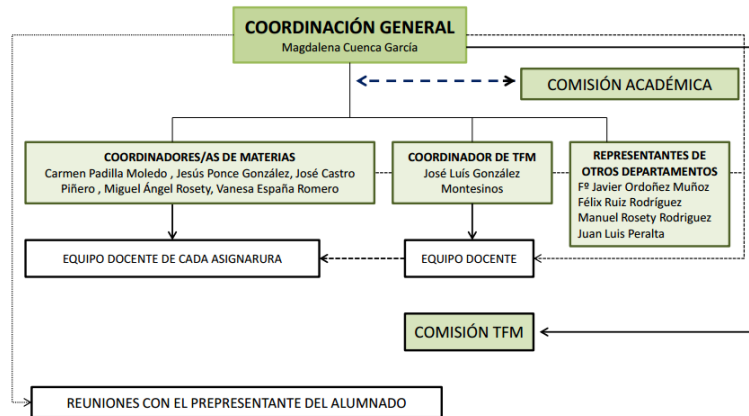 COORDINACIÓN GENERAL
Magdalena Cuenca García
COMISIÓN ACADÉMICA
COORDINADORES/AS DE MATERIAS
Carmen Padilla Moledo , Jesús Ponce González, José Castro
Piñero , Miguel Ángel Rosety, Vanesa España Romero
COORDINADOR DE TFM
José Luís González
Montesinos
REPRESENTANTES DE
OTROS DEPARTAMENTOS
Fº Javier Ordoñez Muñoz
Félix Ruiz Rodríguez
Manuel Rosety Rodriguez
Juan Luis Peralta
EQUIPO DOCENTE DE CADA ASIGNARURA
EQUIPO DOCENTE
COMISIÓN TFM
REUNIONES CON EL PREPRESENTANTE DEL ALUMNADO